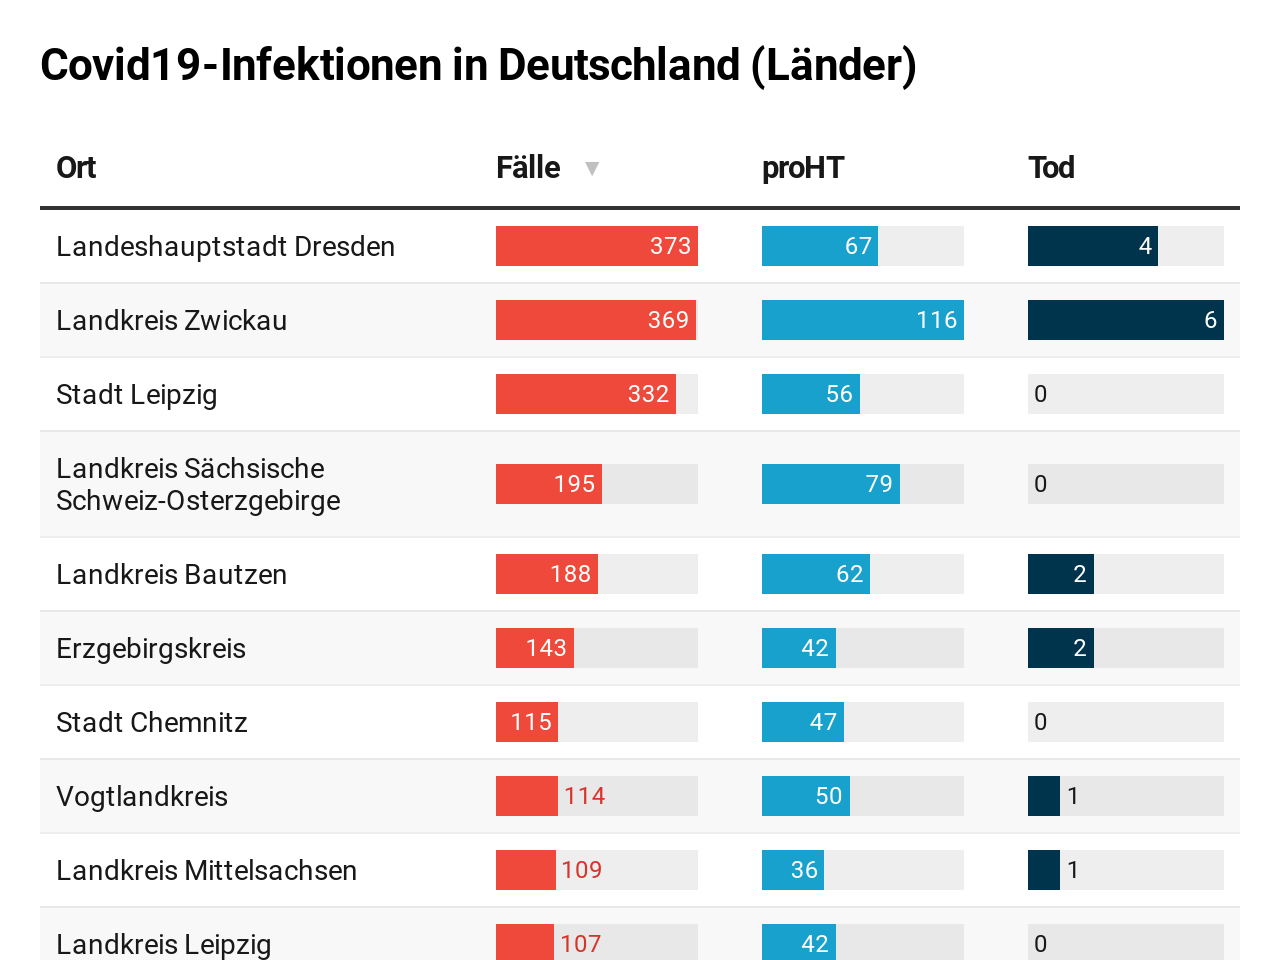 Covid19-Infektionen in Deutschland (Länder)
Ort Fälle ▼ proHT Tod
Landeshauptstadt Dresden 373 67 4
Landkreis Zwickau 369 116 6
Stadt Leipzig 332 56 0
Landkreis Sächsische
Schweiz-Osterzgebirge 195 79 0
Landkreis Bautzen 188 62 2
Erzgebirgskreis 143 42 2
Stadt Chemnitz 115 47 0
Vogtlandkreis 114 50 1
Landkreis Mittelsachsen 109 36 1
Landkreis Leipzig 107 42 0